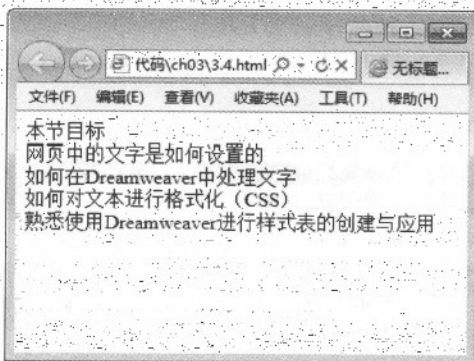 代码\ch03\3.4.html
无标题...
文件(F) 编辑(E) 查看(V) 收藏夹(A) 工具(T) 帮助(H)
本节目标
网页中的文字是如何设置的
如何在Dreamweaver中处理文字
如何对文本进行格式化（CSS）
熟悉使用Dreamweaver进行样式表的创建与应用